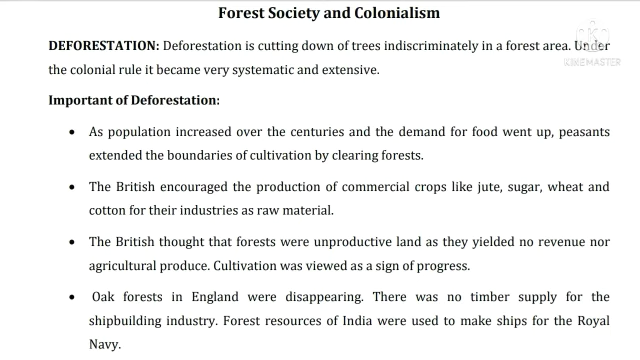 Forest Society and Colonialism
DEFORESTATION: Deforestation is cutting down of trees indiscriminately in a forest area. Under
the colonial rule it became very systematic and extensive.
Important of Deforestation:
• As population increased over the centuries and the demand for food went up, peasants
extended the boundaries of cultivation by clearing forests.
• The British encouraged the production of commercial crops like jute, sugar, wheat and
cotton for their industries as raw material.
• The British thought that forests were unproductive land as they yielded no revenue nor
agricultural produce. Cultivation was viewed as a sign of progress.
• Oak forests in England were disappearing. There was no timber supply for the
shipbuilding industry. Forest resources of India were used to make ships for the Royal
Navy.
KINEMASTER